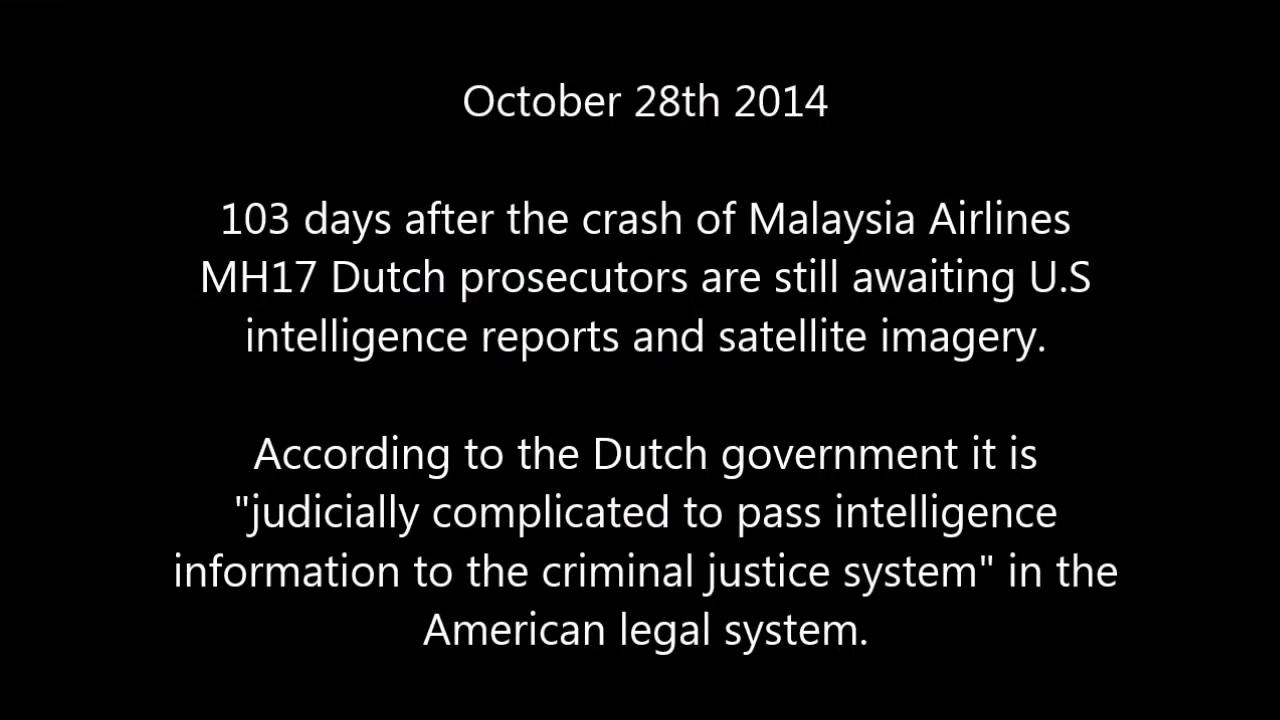 October 28th 2014
103 days after the crash of Malaysia Airlines
MH17 Dutch prosecutors are still awaiting U.S
intelligence reports and satellite imagery.
According to the Dutch government it is
"judicially complicated to pass intelligence
information to the criminal justice system" in the
American legal system.